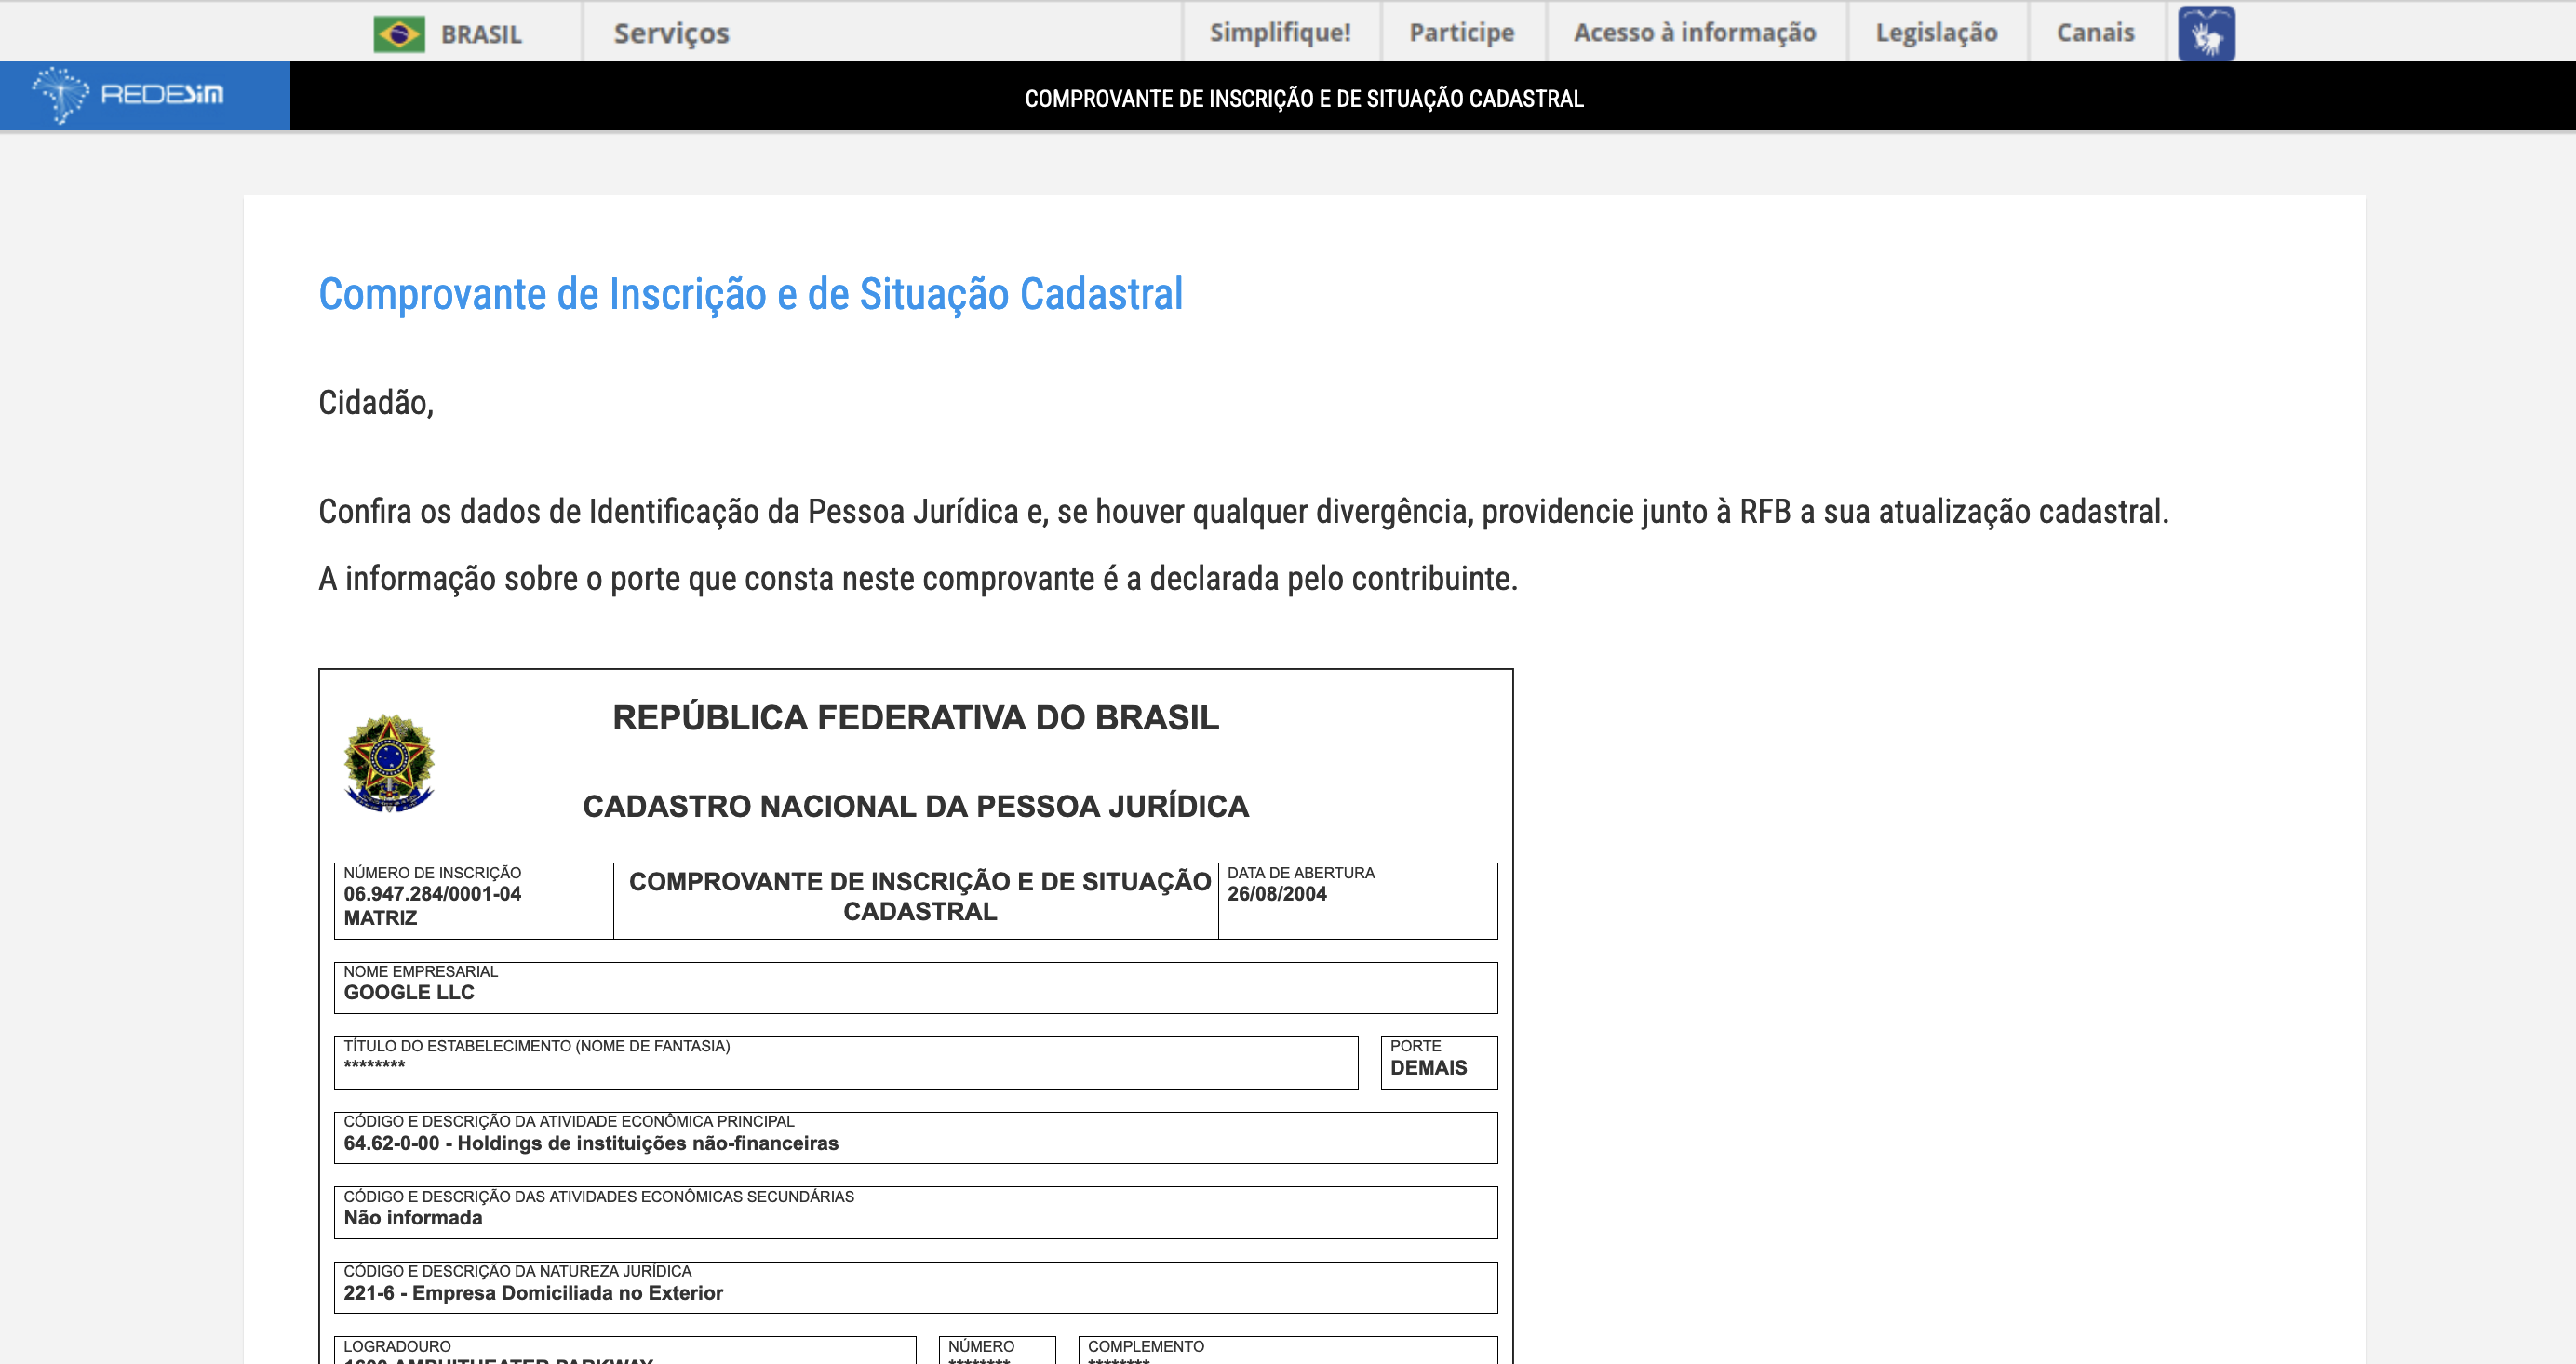 BRASIL
Serviços
Simplifique!
Participe
Acesso à informação
Legislação
Canais
REDESIM
COMPROVANTE DE INSCRIÇÃO E DE SITUAÇÃO CADASTRAL
Comprovante de Inscrição e de Situação Cadastral
Cidadão,
Confira os dados de Identificação da Pessoa Jurídica e, se houver qualquer divergência, providencie junto à RFB a sua atualização cadastral.
A informação sobre o porte que consta neste comprovante é a declarada pelo contribuinte.
REPÚBLICA FEDERATIVA DO BRASIL
CADASTRO NACIONAL DA PESSOA JURÍDICA
NÚMERO DE INSCRIÇÃO
06.947.284/0001-04
MATRIZ
COMPROVANTE DE INSCRIÇÃO E DE SITUAÇÃO
CADASTRAL
DATA DE ABERTURA
26/08/2004
NOME EMPRESARIAL
GOOGLE LLC
TÍTULO DO ESTABELECIMENTO (NOME DE FANTASIA)
********
PORTE
DEMAIS
CÓDIGO E DESCRIÇÃO DA ATIVIDADE ECONÔMICA PRINCIPAL
64.62-0-00 - Holdings de instituições não-financeiras
CÓDIGO E DESCRIÇÃO DAS ATIVIDADES ECONÔMICAS SECUNDÁRIAS
Não informada
CÓDIGO E DESCRIÇÃO DA NATUREZA JURÍDICA
221-6 - Empresa Domiciliada no Exterior
LOGRADOURO
1600 AMPHITHEATER PARKWAY
NÚMERO
********
COMPLEMENTO
********